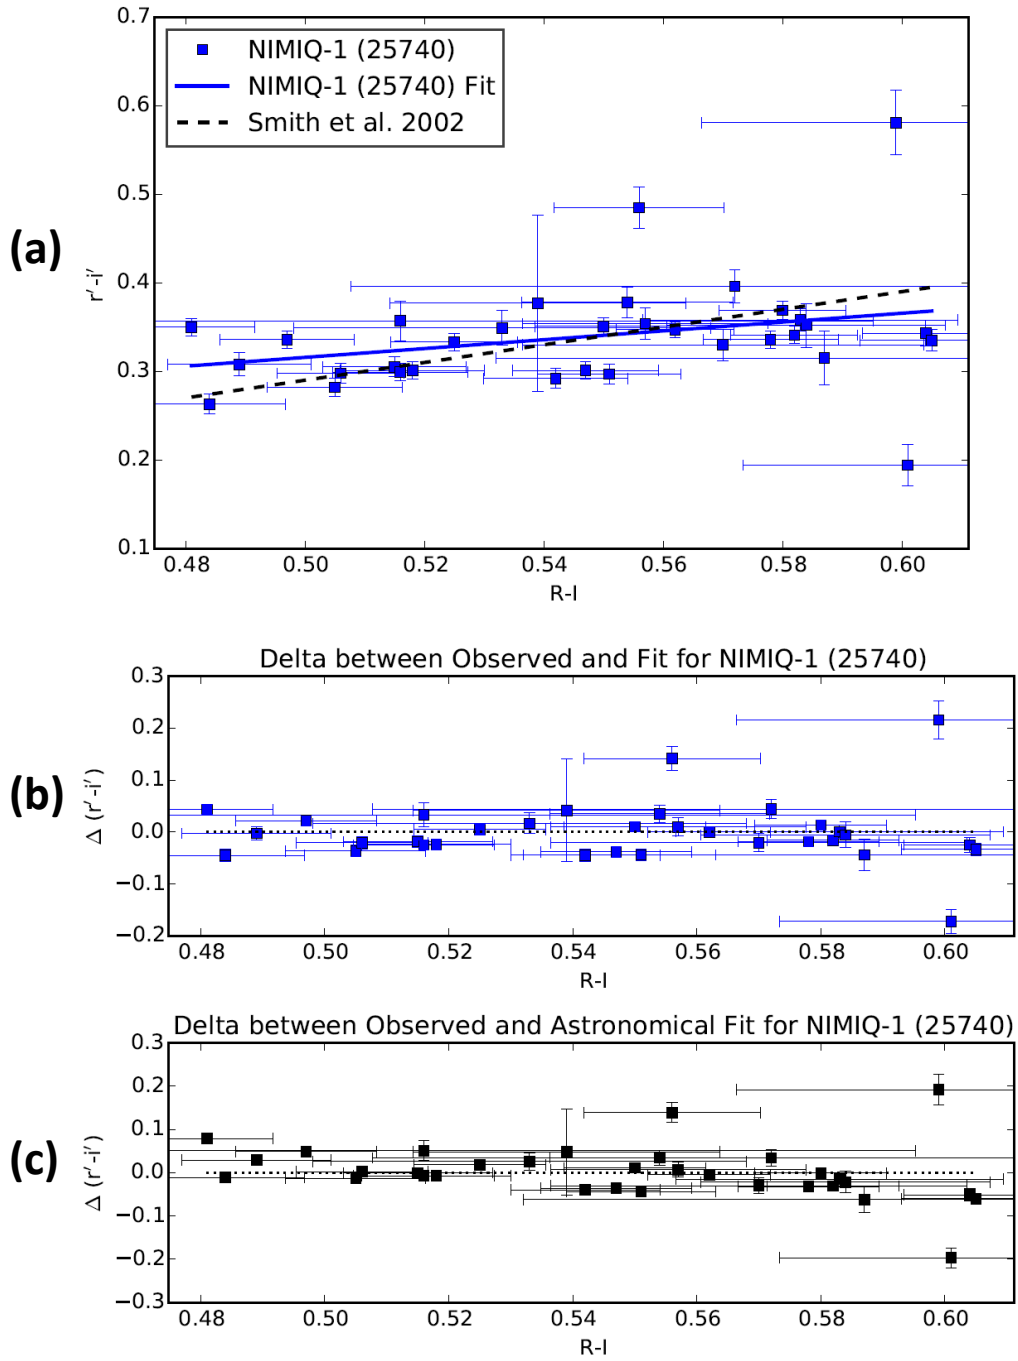 (a)
NIMIQ-1 (25740)
NIMIQ-1 (25740) Fit
Smith et al. 2002
0.7
0.6
0.5
0.4
0.3
0.2
0.1
r′-i′
0.48 0.50 0.52 0.54 0.56 0.58 0.60
R-I
(b)
Delta between Observed and Fit for NIMIQ-1 (25740)
0.3
0.2
0.1
0.0
−0.1
−0.2
Δ (r′-i′)
0.48 0.50 0.52 0.54 0.56 0.58 0.60
R-I
(c)
Delta between Observed and Astronomical Fit for NIMIQ-1 (25740)
0.3
0.2
0.1
0.0
−0.1
−0.2
−0.3
Δ (r′-i′)
0.48 0.50 0.52 0.54 0.56 0.58 0.60
R-I